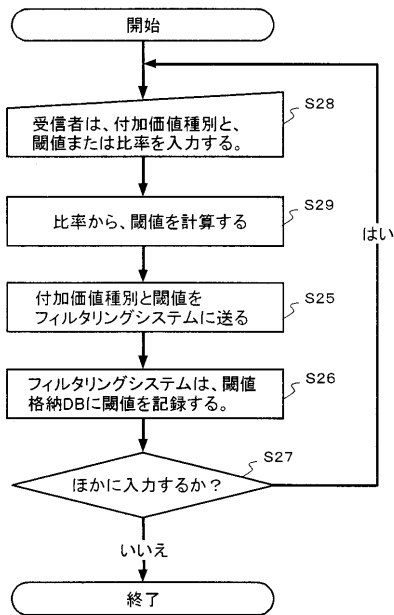 開始
受信者は、付加価値種別と、
閾値または比率を入力する。
S28
比率から、閾値を計算する
S29
はい
付加価値種別と閾値を
フィルタリングシステムに送る
S25
フィルタリングシステムは、閾値
格納DBに閾値を記録する。
S26
ほかに入力するか？
S27
いいえ
終了